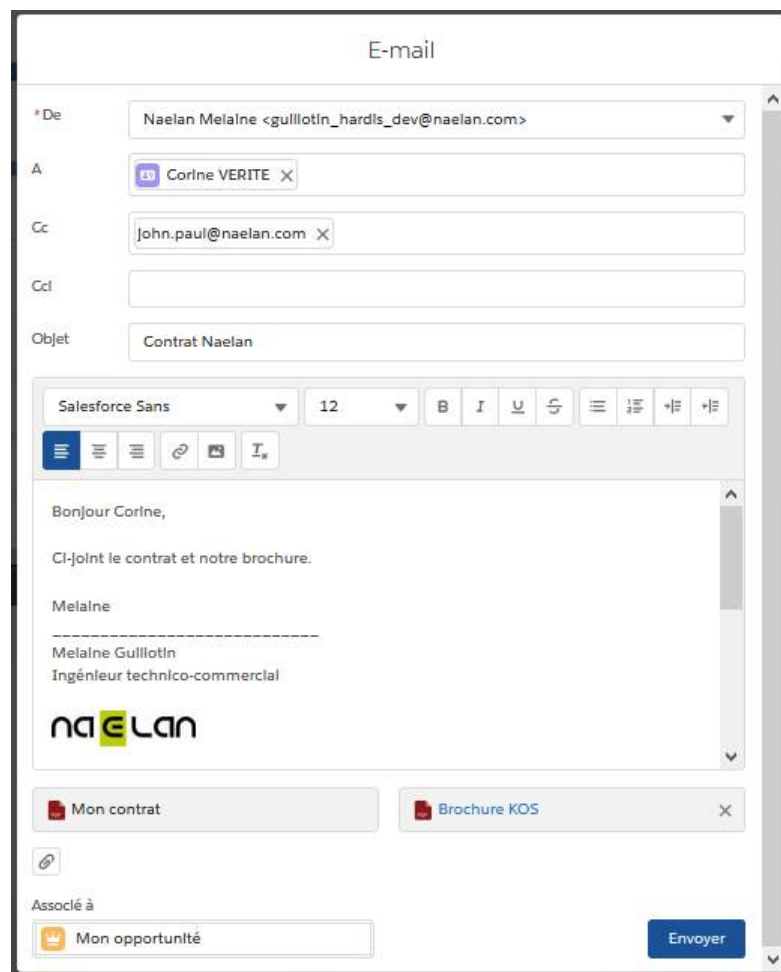 E-mail
* De
Naelan Melaine <guillotin_hardis_dev@naelan.com>
A
Corine VERITE
Cc
john.paul@naelan.com
Cci
Objet
Contrat Naelan
Salesforce Sans
12
B I U S
Bonjour Corine,
Ci-joint le contrat et notre brochure.
Melaine
____________________________
Melaine Guillotin
Ingénieur technico-commercial
naeLan
Mon contrat
Brochure KOS
Associé à
Mon opportunité
Envoyer